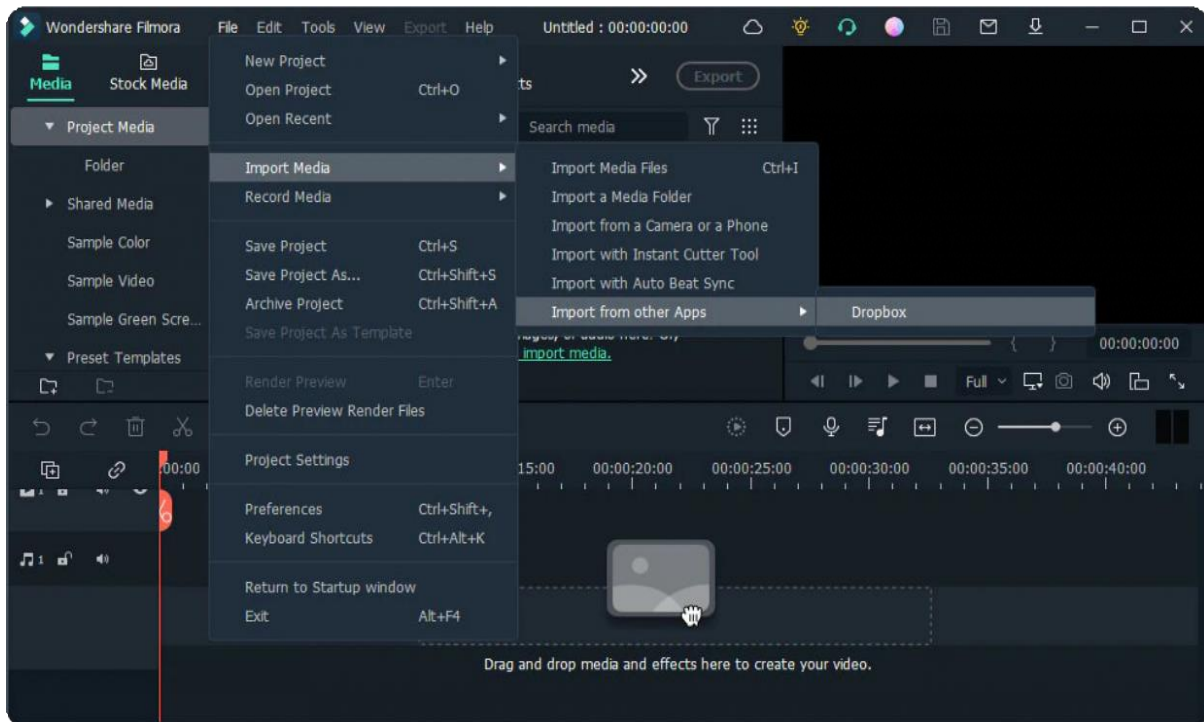 Wondershare Filmora File Edit Tools View Export Help Untitled : 00:00:00:00
Media Stock Media
ts Export
Project Media
Folder
Shared Media
Sample Color
Sample Video
Sample Green Scre...
Preset Templates
New Project
Open Project Ctrl+O
Open Recent
Import Media
Record Media
Save Project Ctrl+S
Save Project As... Ctrl+Shift+S
Archive Project Ctrl+Shift+A
Save Project As Template
Render Preview Enter
Delete Preview Render Files
Project Settings
Preferences Ctrl+Shift+,
Keyboard Shortcuts Ctrl+Alt+K
Return to Startup window
Exit Alt+F4
Search media
Import Media Files Ctrl+I
Import a Media Folder
Import from a Camera or a Phone
Import with Instant Cutter Tool
Import with Auto Beat Sync
Import from other Apps
Dropbox
import media.
{ } 00:00:00:00
Full
:00:00 15:00 00:00:20:00 00:00:25:00 00:00:30:00 00:00:35:00 00:00:40:00
1
1
Drag and drop media and effects here to create your video.